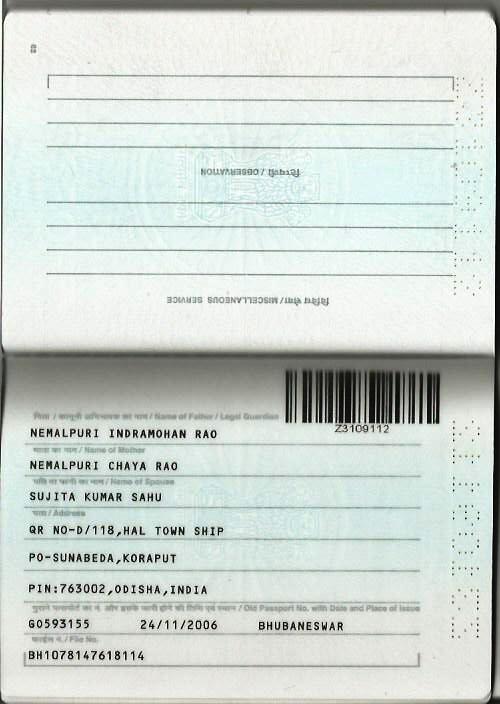 02
टिप्पणी / OBSERVATION
विविध सेवा / MISCELLANEOUS SERVICE
पिता / कानूनी अभिभावक का नाम / Name of Father / Legal Guardian
Z3109112
NEMALPURI INDRAMOHAN RAO
माता का नाम / Name of Mother
NEMALPURI CHAYA RAO
पति या पत्नी का नाम / Name of Spouse
SUJITA KUMAR SAHU
पता / Address
QR NO-D/118,HAL TOWN SHIP
PO-SUNABEDA,KORAPUT
PIN:763002,ODISHA,INDIA
पुराने पासपोर्ट का नं. और इसके जारी होने की तिथि एवं स्थान / Old Passport No. with Date and Place of Issue
G0593155 24/11/2006 BHUBANESWAR
फाईल नं. / File No.
BH1078147618114